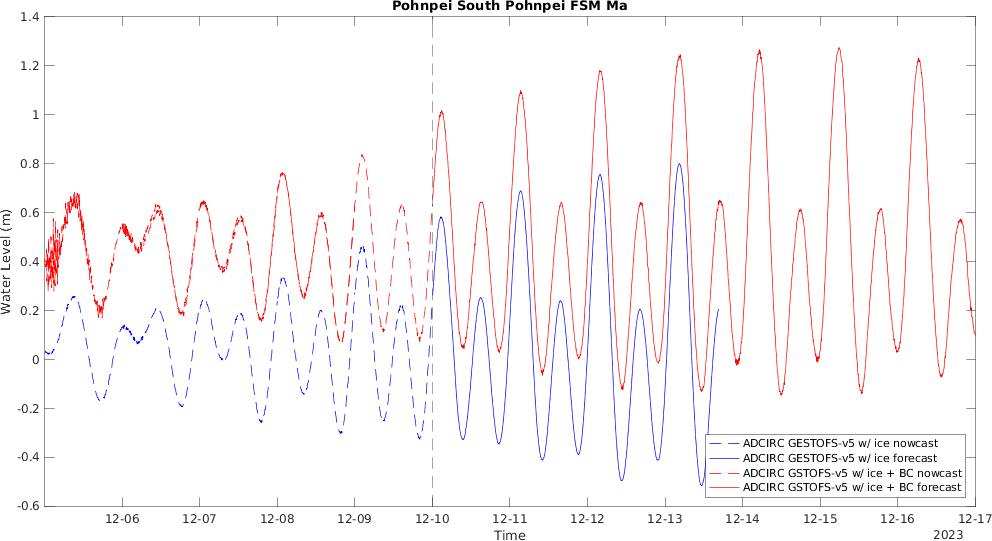 Pohnpei South Pohnpei FSM Ma
1.4
1.2
1
0.8
0.6
0.4
0.2
0
-0.2
-0.4
-0.6
Water Level (m)
ADCIRC GESTOFS-v5 w/ ice nowcast
ADCIRC GESTOFS-v5 w/ ice forecast
ADCIRC GSTOFS-v5 w/ ice + BC nowcast
ADCIRC GSTOFS-v5 w/ ice + BC forecast
12-06 12-07 12-08 12-09 12-10 12-11 12-12 12-13 12-14 12-15 12-16 12-17
Time
2023